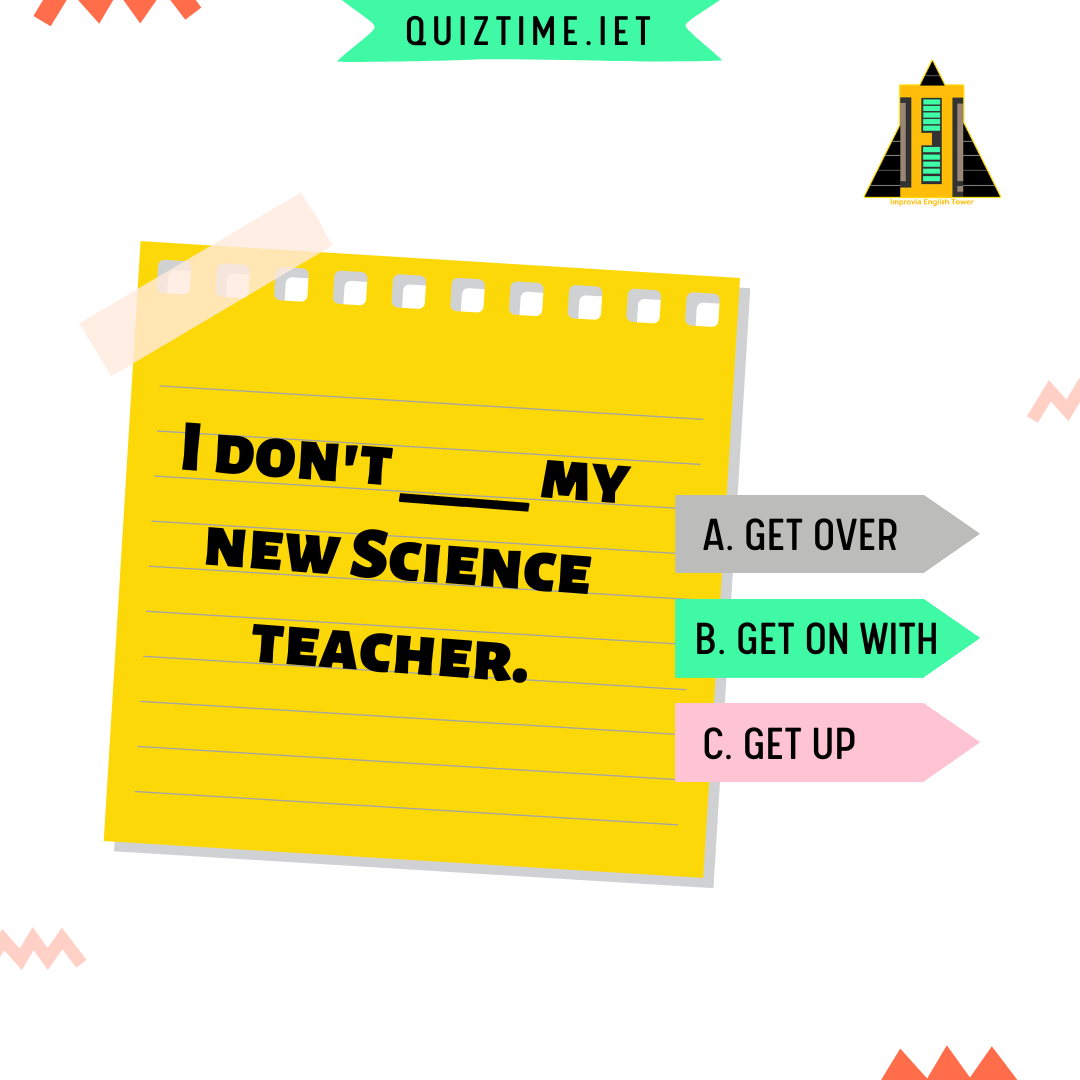 QUIZTIME.IET
Improvia English Tower
I DON'T ____ MY
NEW SCIENCE
TEACHER.
A. GET OVER
B. GET ON WITH
C. GET UP